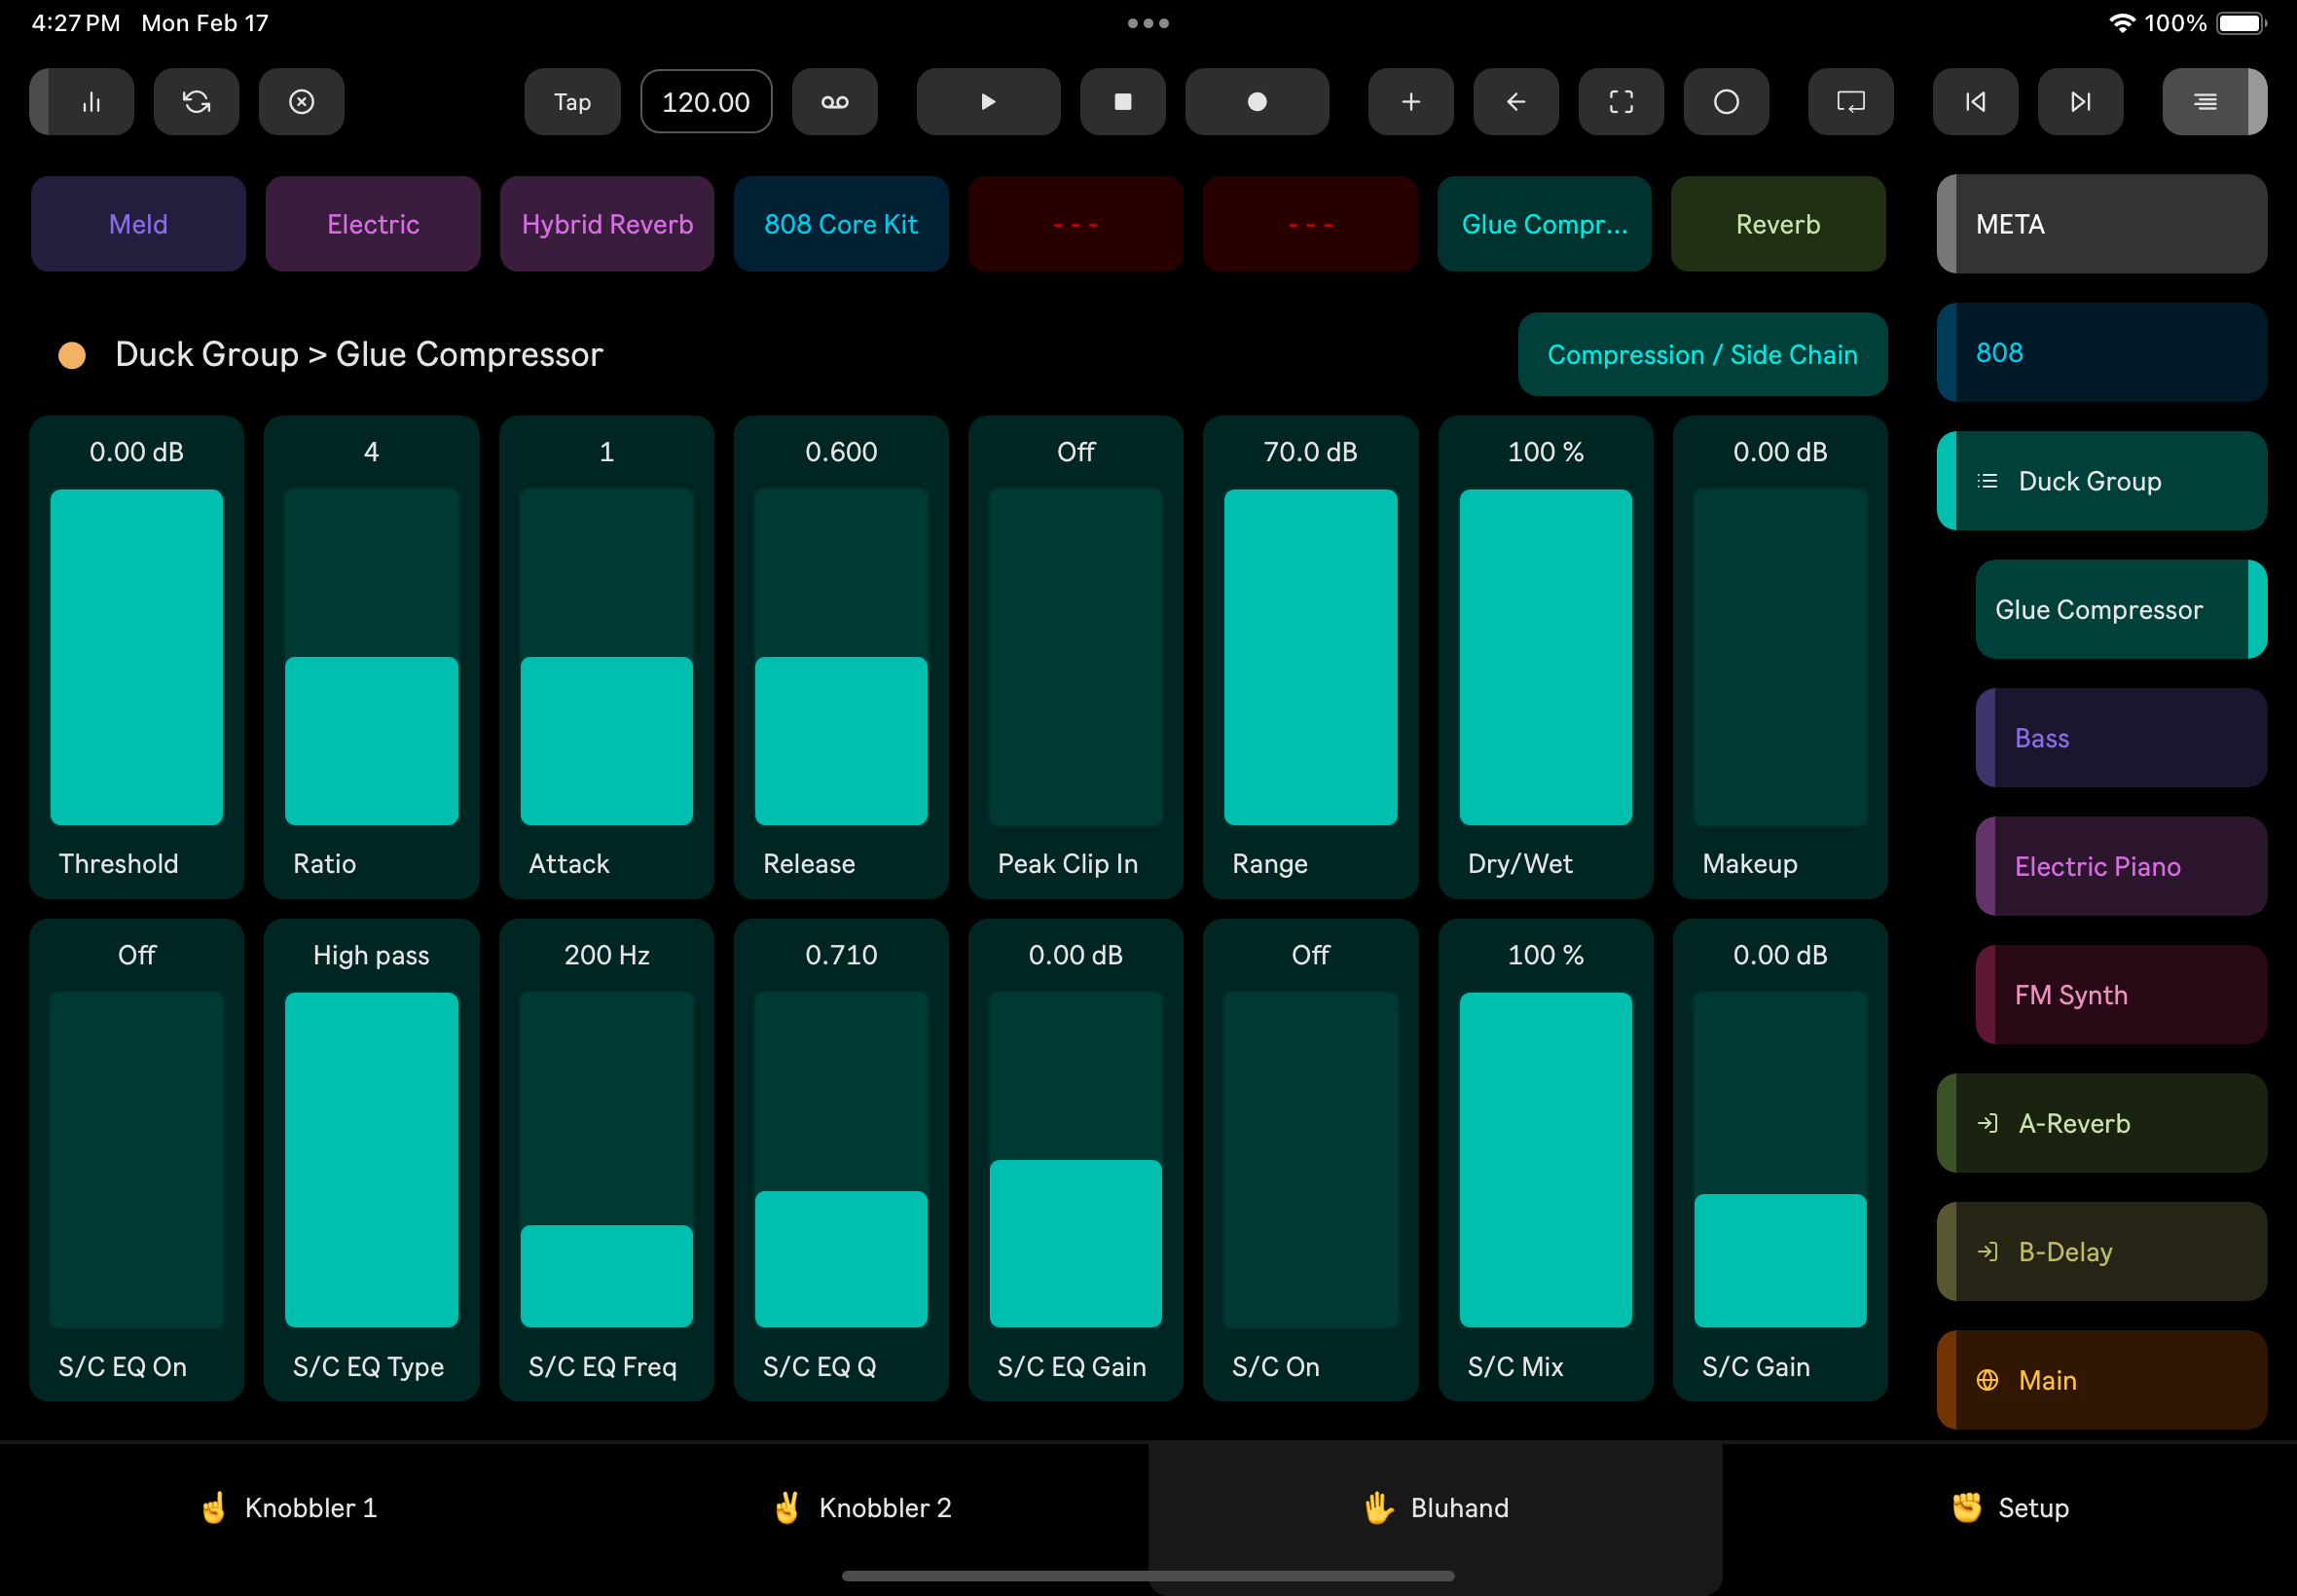 4:27 PM Mon Feb 17
100%
Tap
120.00
Meld
Electric
Hybrid Reverb
808 Core Kit
- - -
- - -
Glue Compr...
Reverb
META
Duck Group > Glue Compressor
Compression / Side Chain
808
0.00 dB
4
1
0.600
Off
70.0 dB
100 %
0.00 dB
Threshold
Ratio
Attack
Release
Peak Clip In
Range
Dry/Wet
Makeup
Off
High pass
200 Hz
0.710
0.00 dB
Off
100 %
0.00 dB
S/C EQ On
S/C EQ Type
S/C EQ Freq
S/C EQ Q
S/C EQ Gain
S/C On
S/C Mix
S/C Gain
Duck Group
Glue Compressor
Bass
Electric Piano
FM Synth
A-Reverb
B-Delay
Main
Knobbler 1
Knobbler 2
Bluhand
Setup